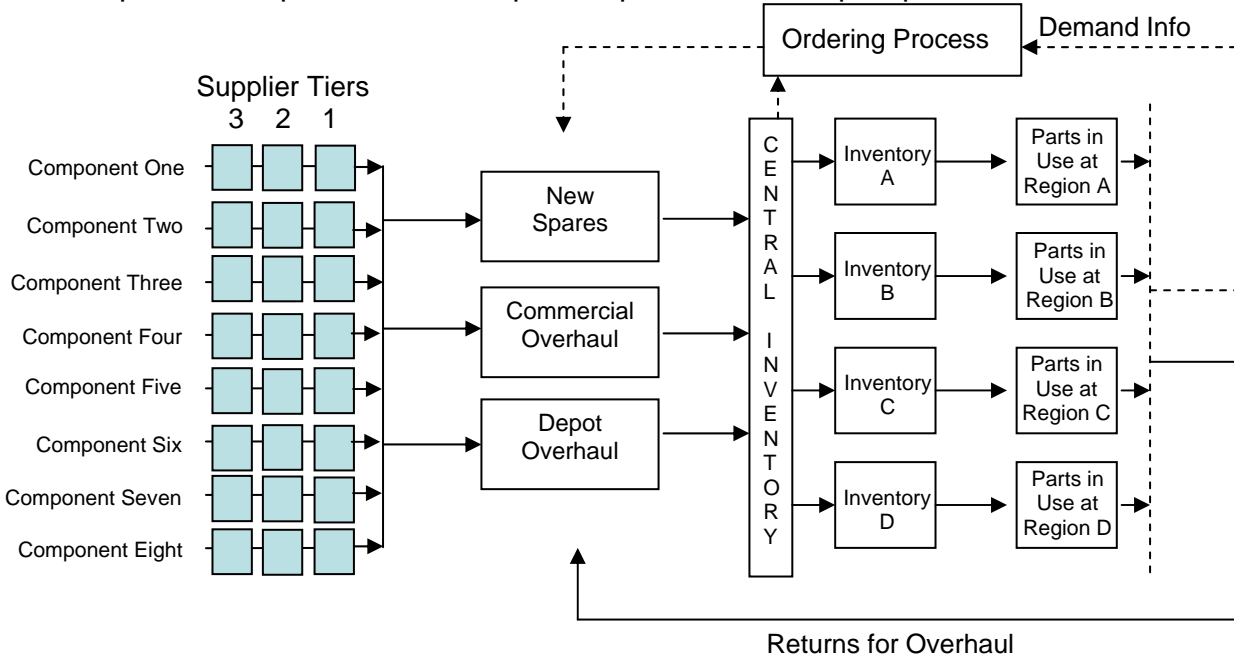 Ordering Process
Demand Info
Supplier Tiers
3 2 1
Component One
Component Two
Component Three
Component Four
Component Five
Component Six
Component Seven
Component Eight
New
Spares
Commercial
Overhaul
Depot
Overhaul
CENTRAL INVENTORY
Inventory
A
Inventory
B
Inventory
C
Inventory
D
Parts in
Use at
Region A
Parts in
Use at
Region B
Parts in
Use at
Region C
Parts in
Use at
Region D
Returns for Overhaul